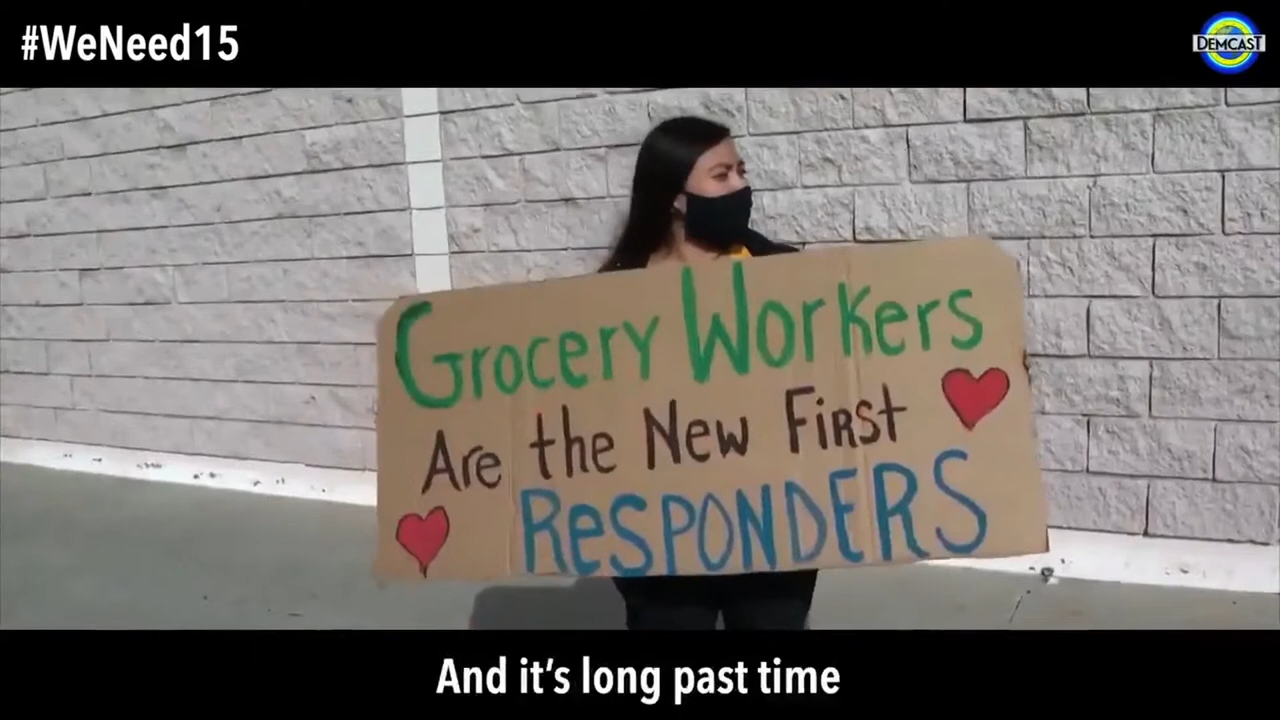 #WeNeed15
DEMCAST
Grocery Workers
Are the New First
Responders
And it's long past time